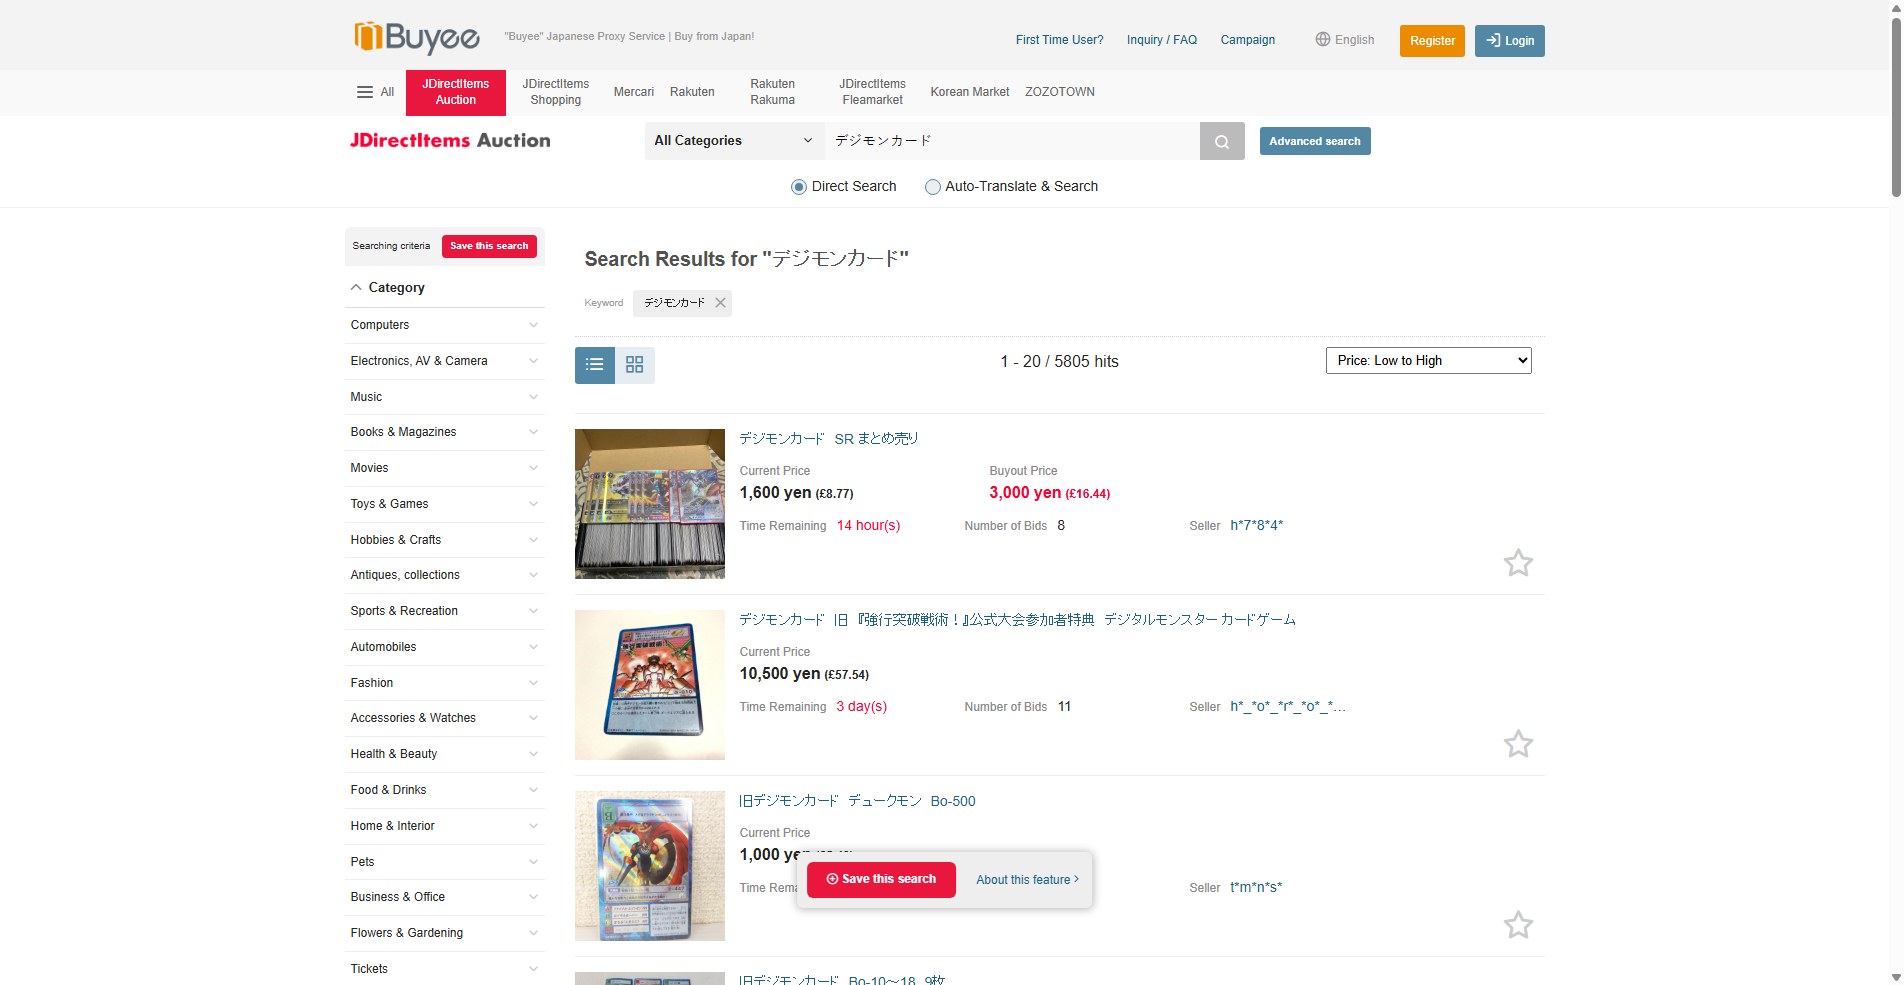 Buyee
"Buyee" Japanese Proxy Service | Buy from Japan!
First Time User?
Inquiry / FAQ
Campaign
English
Register
Login
All
JDirectItems Auction
JDirectItems Shopping
Mercari
Rakuten
Rakuten Rakuma
JDirectItems Fleamarket
Korean Market
ZOZOTOWN
JDirectItems Auction
All Categories
デジモンカード
Advanced search
Direct Search
Auto-Translate & Search
Searching criteria
Save this search
Category
Computers
Electronics, AV & Camera
Music
Books & Magazines
Movies
Toys & Games
Hobbies & Crafts
Antiques, collections
Sports & Recreation
Automobiles
Fashion
Accessories & Watches
Health & Beauty
Food & Drinks
Home & Interior
Pets
Business & Office
Flowers & Gardening
Tickets
Search Results for "デジモンカード"
Keyword デジモンカード
1 - 20 / 5805 hits
Price: Low to High
デジモンカード SR まとめ売り
Current Price
1,600 yen (£8.77)
Buyout Price
3,000 yen (£16.44)
Time Remaining 14 hour(s)
Number of Bids 8
Seller h*7*8*4*
デジモンカード 旧 『強行突破戦術！』公式大会参加者特典 デジタルモンスター カードゲーム
Current Price
10,500 yen (£57.54)
Time Remaining 3 day(s)
Number of Bids 11
Seller h*_*o*_*r*_*o*_*...
強行突破戦術
旧デジモンカード デュークモン Bo-500
Current Price
1,000 yen
Time Rema
Seller t*m*n*s*
Save this search
About this feature
旧デジモンカード Bo-10～18 9枚